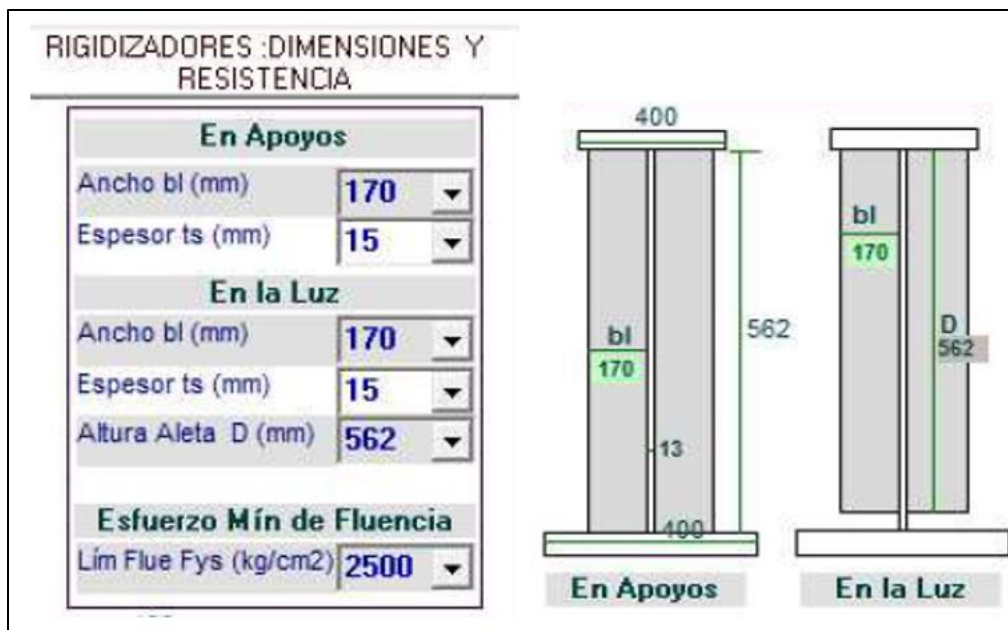 RIGIDIZADORES :DIMENSIONES Y
RESISTENCIA
En Apoyos
Ancho bl (mm) 170
Espesor ts (mm) 15
En la Luz
Ancho bl (mm) 170
Espesor ts (mm) 15
Altura Aleta D (mm) 562
Esfuerzo Mín de Fluencia
Lím Flue Fys (kg/cm2) 2500
400
bl
170
562
13
400
En Apoyos
bl
170
D
562
En la Luz